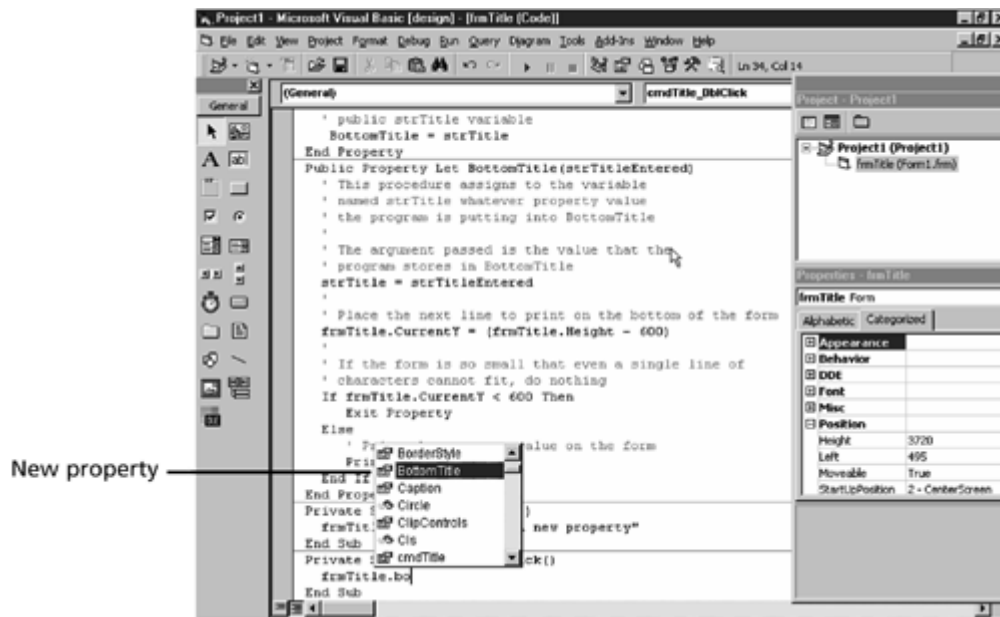 Project1 - Microsoft Visual Basic [design] - [frmTitle (Code)]
File Edit View Project Format Debug Run Query Diagram Tools Add-Ins Window Help
Ln 34, Col 14
General
(General)
cmdTitle_DblClick
' public strTitle variable
BottomTitle = strTitle
End Property
Public Property Let BottomTitle(strTitleEntered)
' This procedure assigns to the variable
' named strTitle whatever property value
' the program is putting into BottomTitle
'
' The argument passed is the value that the
' program stores in BottomTitle
strTitle = strTitleEntered
'
' Place the next line to print on the bottom of the form
frmTitle.CurrentY = (frmTitle.Height - 600)
'
' If the form is so small that even a single line of
' characters cannot fit, do nothing
If frmTitle.CurrentY < 600 Then
Exit Property
Else
value on the form
End If
End Prope
Private S
frmTit
new property"
End Sub
Private
ck()
frmTitle.bo
End Sub
BorderStyle
BottomTitle
Caption
Circle
ClipControls
Cls
cmdTitle
New property
Project - Project1
Project1 (Project1)
frmTitle (Form1.frm)
Properties - frmTitle
frmTitle Form
Alphabetic Categorized
Appearance
Behavior
DDE
Font
Misc
Position
Height 3720
Left 495
Moveable True
StartUpPosition 2 - CenterScreen